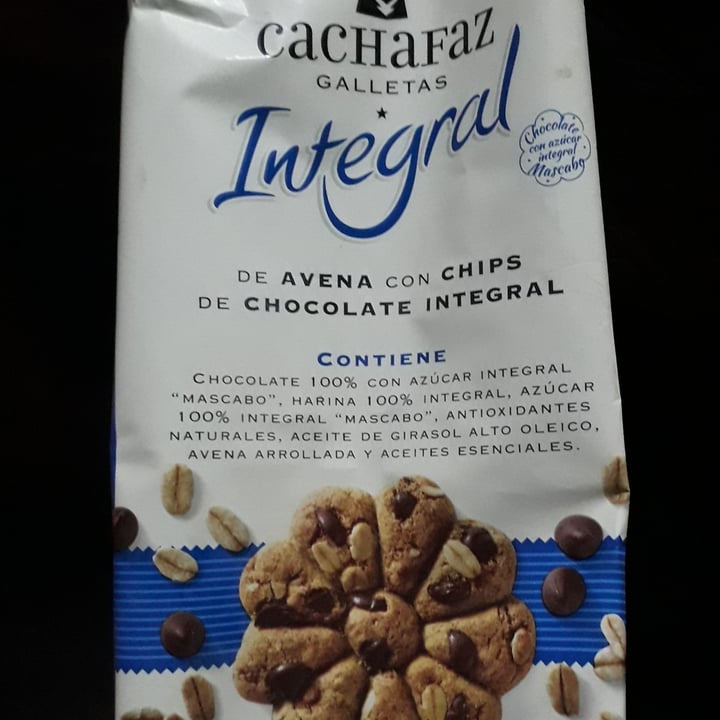 CACHAFAZ
GALLETAS
Integral
Chocolate
con azúcar
integral
Mascabo
DE AVENA CON CHIPS
DE CHOCOLATE INTEGRAL
CONTIENE
CHOCOLATE 100% CON AZÚCAR INTEGRAL
“MASCABO”, HARINA 100% INTEGRAL, AZÚCAR
100% INTEGRAL “MASCABO”, ANTIOXIDANTES
NATURALES, ACEITE DE GIRASOL ALTO OLEICO,
AVENA ARROLLADA Y ACEITES ESENCIALES.